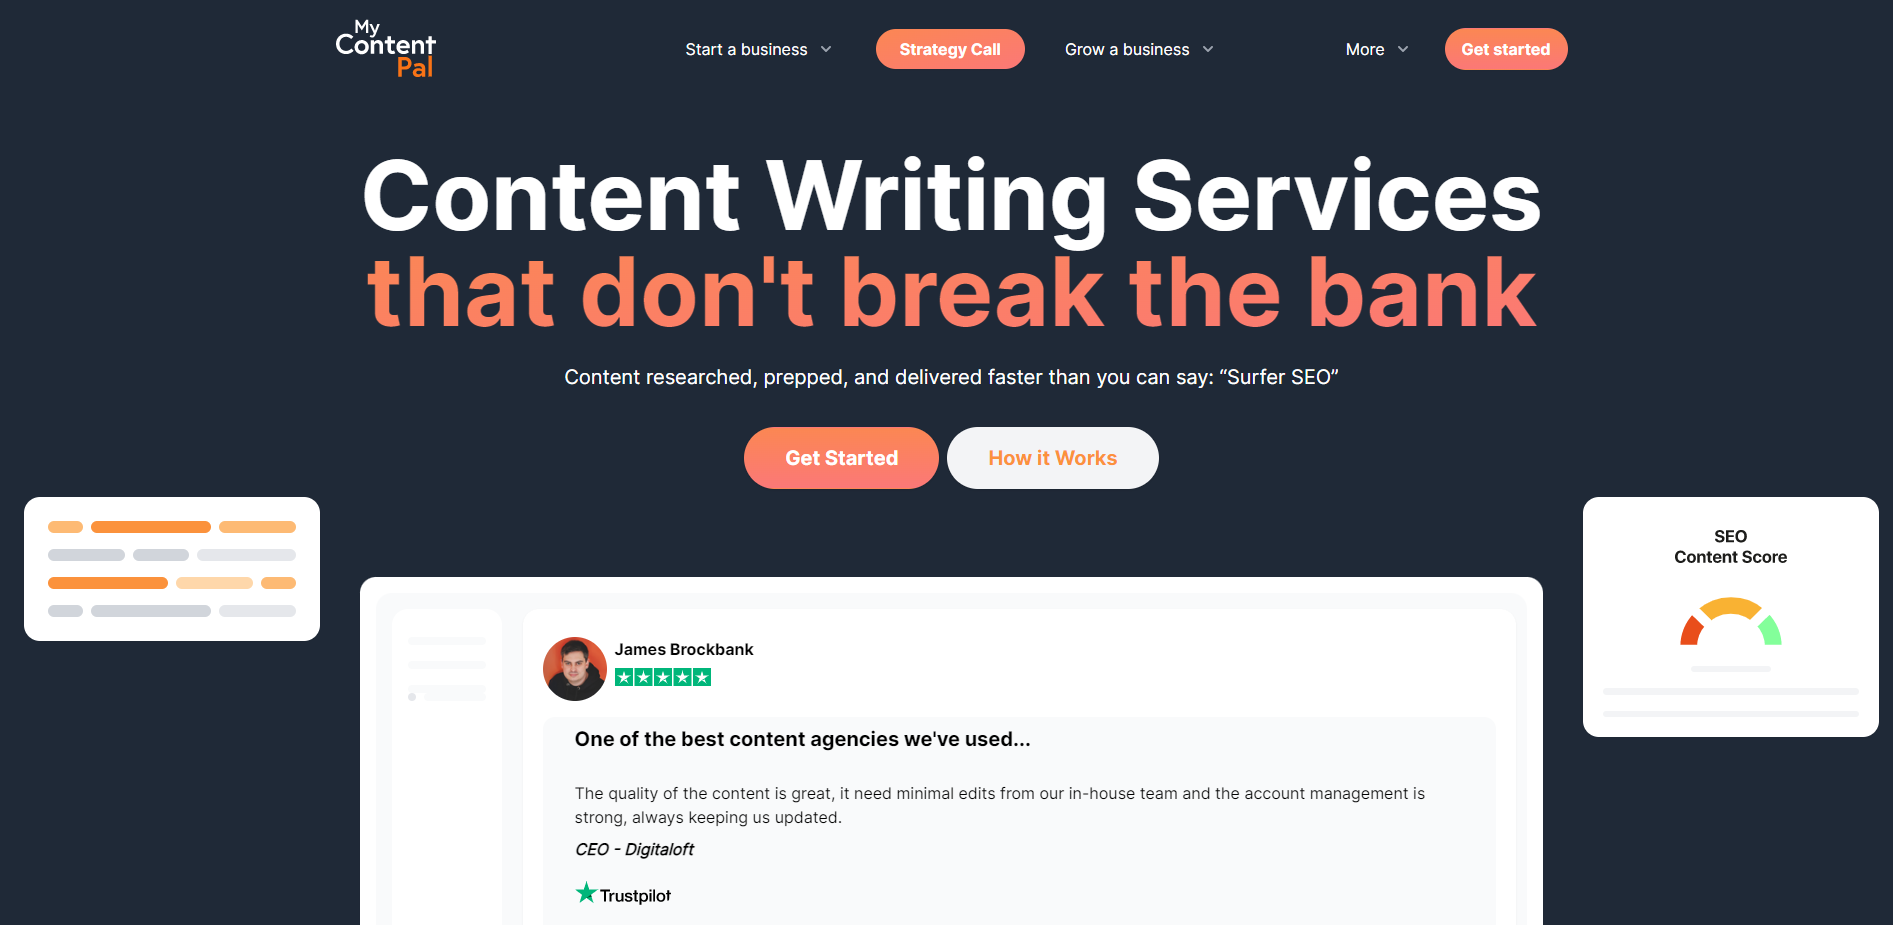 My
Content
Pal
Start a business
Strategy Call
Grow a business
More
Get started
Content Writing Services
that don't break the bank
Content researched, prepped, and delivered faster than you can say: “Surfer SEO”
Get Started
How it Works
SEO
Content Score
James Brockbank
One of the best content agencies we've used...
The quality of the content is great, it need minimal edits from our in-house team and the account management is
strong, always keeping us updated.
CEO - Digitaloft
Trustpilot